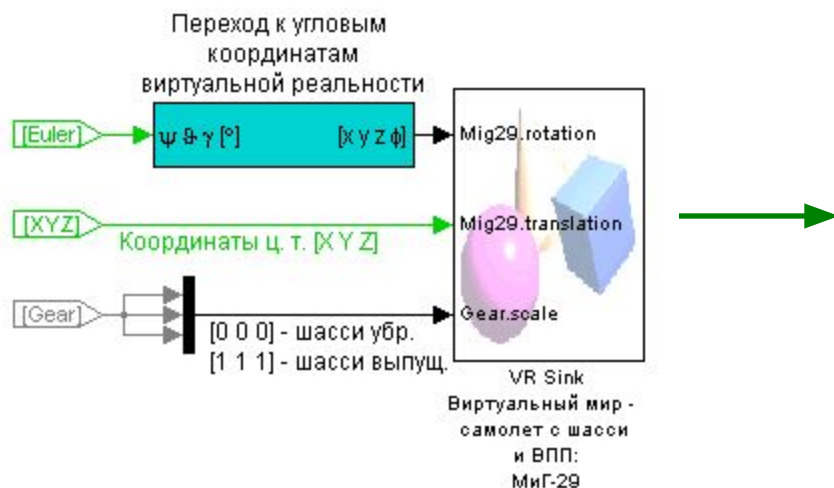 Переход к угловым
координатам
виртуальной реальности
[Euler]
ψ ϑ γ [°]
[X Y Z ϕ]
Mig29.rotation
[XYZ]
Координаты ц. т. [X Y Z]
Mig29.translation
[Gear]
Gear.scale
[0 0 0] - шасси убр.
[1 1 1] - шасси выпущ.
VR Sink
Виртуальный мир -
самолет с шасси
и ВПП:
МиГ-29